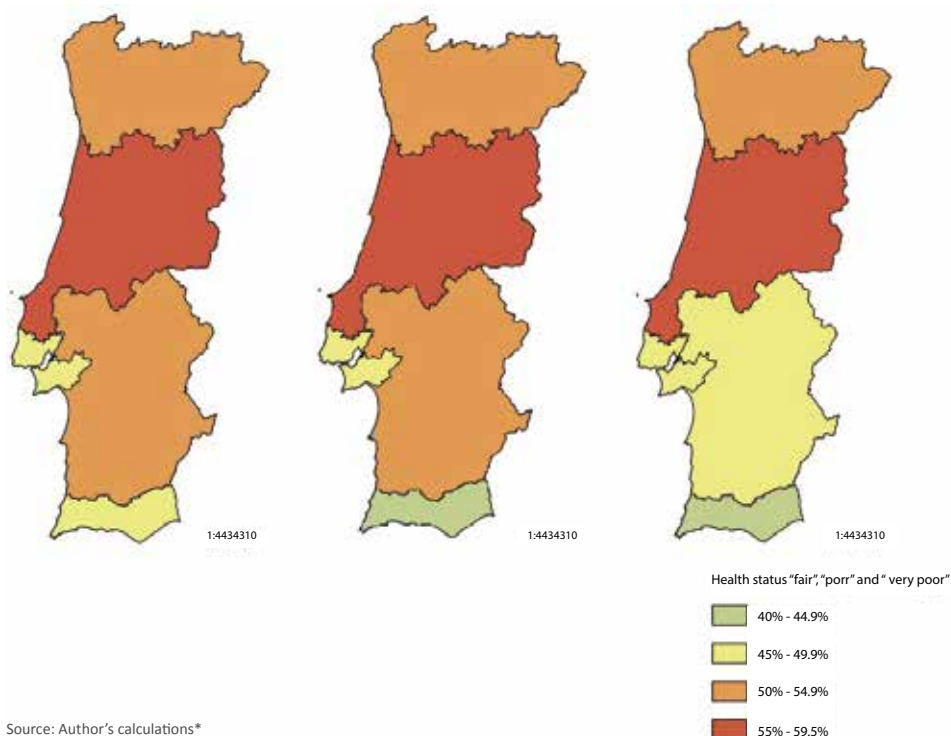 1:4434310
1:4434310
1:4434310
Health status "fair", "porr" and " very poor"
40% - 44.9%
45% - 49.9%
50% - 54.9%
55% - 59.5%
Source: Author's calculations*